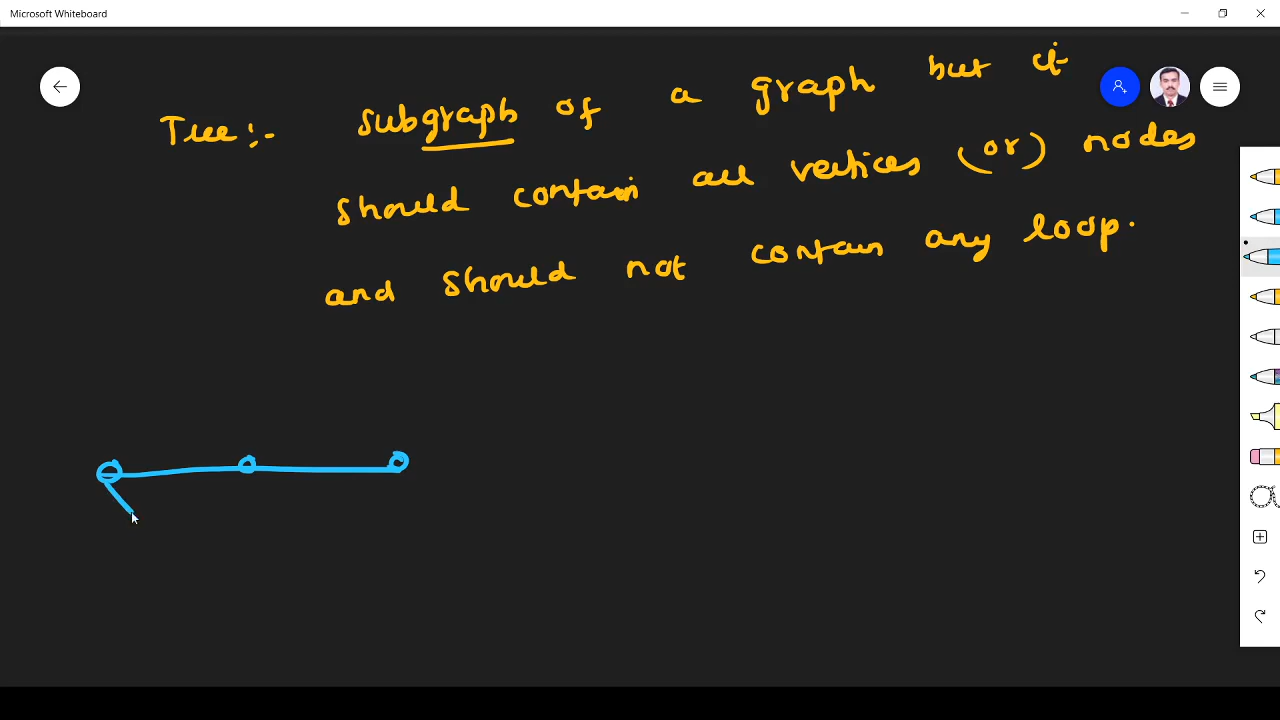 Microsoft Whiteboard
Tree:- subgraph of a graph but it
should contain all vertices (or) nodes
and should not contain any loop.